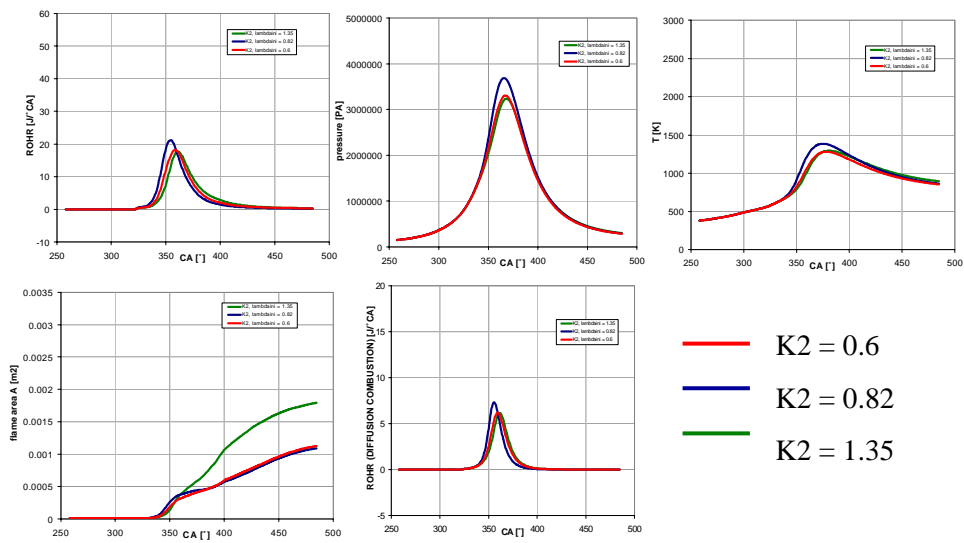 60
50
40
30
20
10
0
-10
250 300 350 400 450 500
CA [˚]
ROHR [J/˚CA]
K2, lambdaini = 1.35
K2, lambdaini = 0.82
K2, lambdaini = 0.6
5000000
4000000
3000000
2000000
1000000
0
250 300 350 400 450 500
CA [˚]
pressure [PA]
K2, lambdaini = 1.35
K2, lambdaini = 0.82
K2, lambdaini = 0.6
3000
2500
2000
1500
1000
500
0
250 300 350 400 450 500
CA [˚]
T [K]
K2, lambdaini = 1.35
K2, lambdaini = 0.82
K2, lambdaini = 0.6
0.0035
0.003
0.0025
0.002
0.0015
0.001
0.0005
0
250 300 350 400 450 500
CA [˚]
flame area A [m2]
K2, lambdaini = 1.35
K2, lambdaini = 0.82
K2, lambdaini = 0.6
20
15
10
5
0
-5
250 300 350 400 450 500
CA [˚]
ROHR (DIFFUSION COMBUSTION) [J/˚CA]
K2, lambdaini = 1.35
K2, lambdaini = 0.82
K2, lambdaini = 0.6
K2 = 0.6
K2 = 0.82
K2 = 1.35